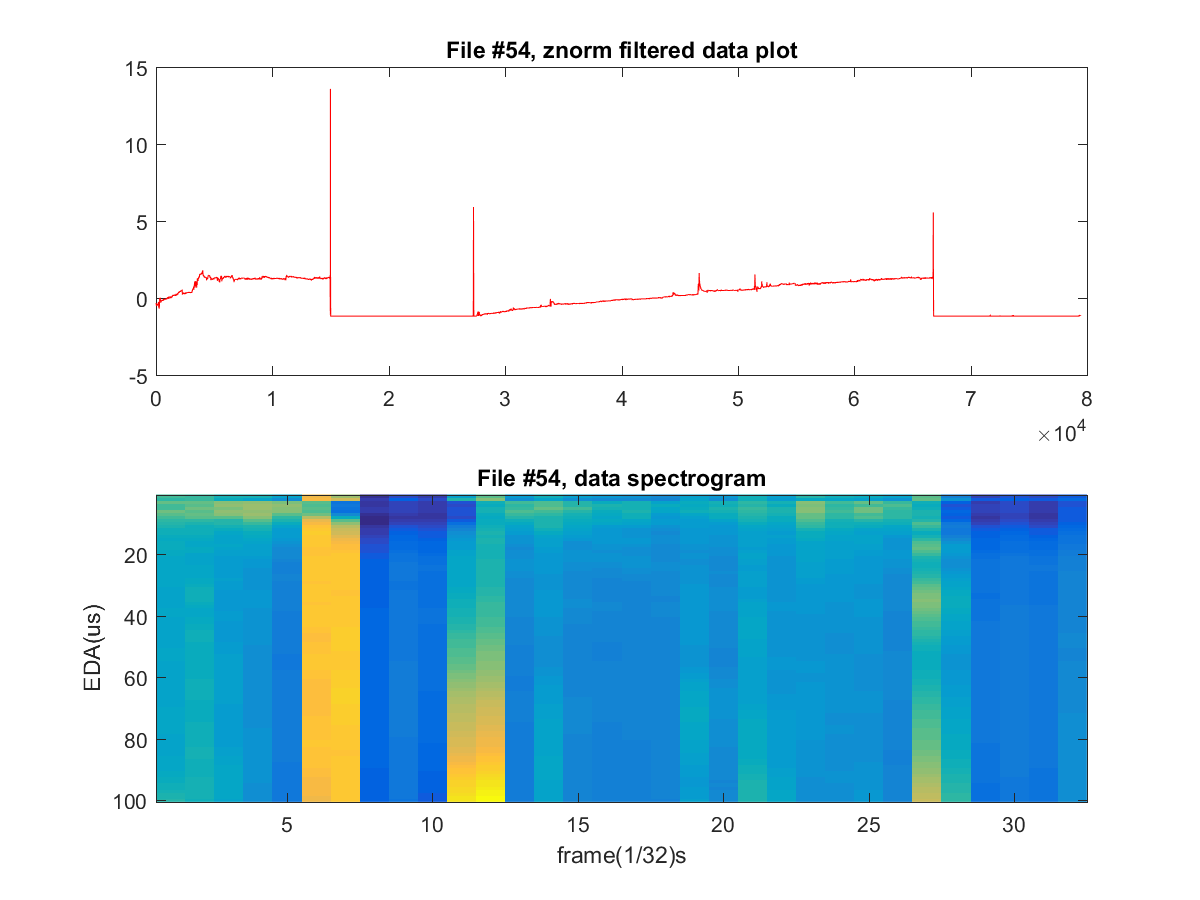 File #54, znorm filtered data plot
15
10
5
0
-5
0 1 2 3 4 5 6 7 8
×10^4
File #54, data spectrogram
20
40
60
80
100
EDA(us)
5 10 15 20 25 30
frame(1/32)s